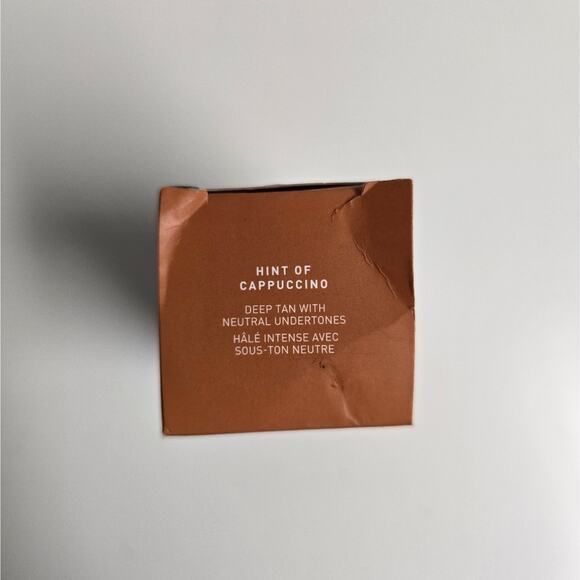 HINT OF
CAPPUCCINO
DEEP TAN WITH
NEUTRAL UNDERTONES
HÂLÉ INTENSE AVEC
SOUS-TON NEUTRE